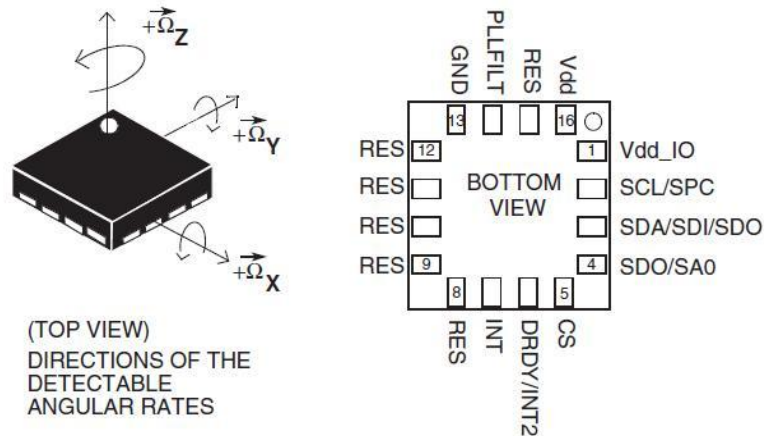 +Ω Z
+Ω Y
+Ω X
(TOP VIEW)
DIRECTIONS OF THE
DETECTABLE
ANGULAR RATES
GND
PLLFILT
RES
Vdd
13
16
RES 12
1 Vdd_IO
RES
BOTTOM
VIEW
SCL/SPC
RES
SDA/SDI/SDO
RES 9
4 SDO/SA0
8
5
RES
INT
DRDY/INT2
CS